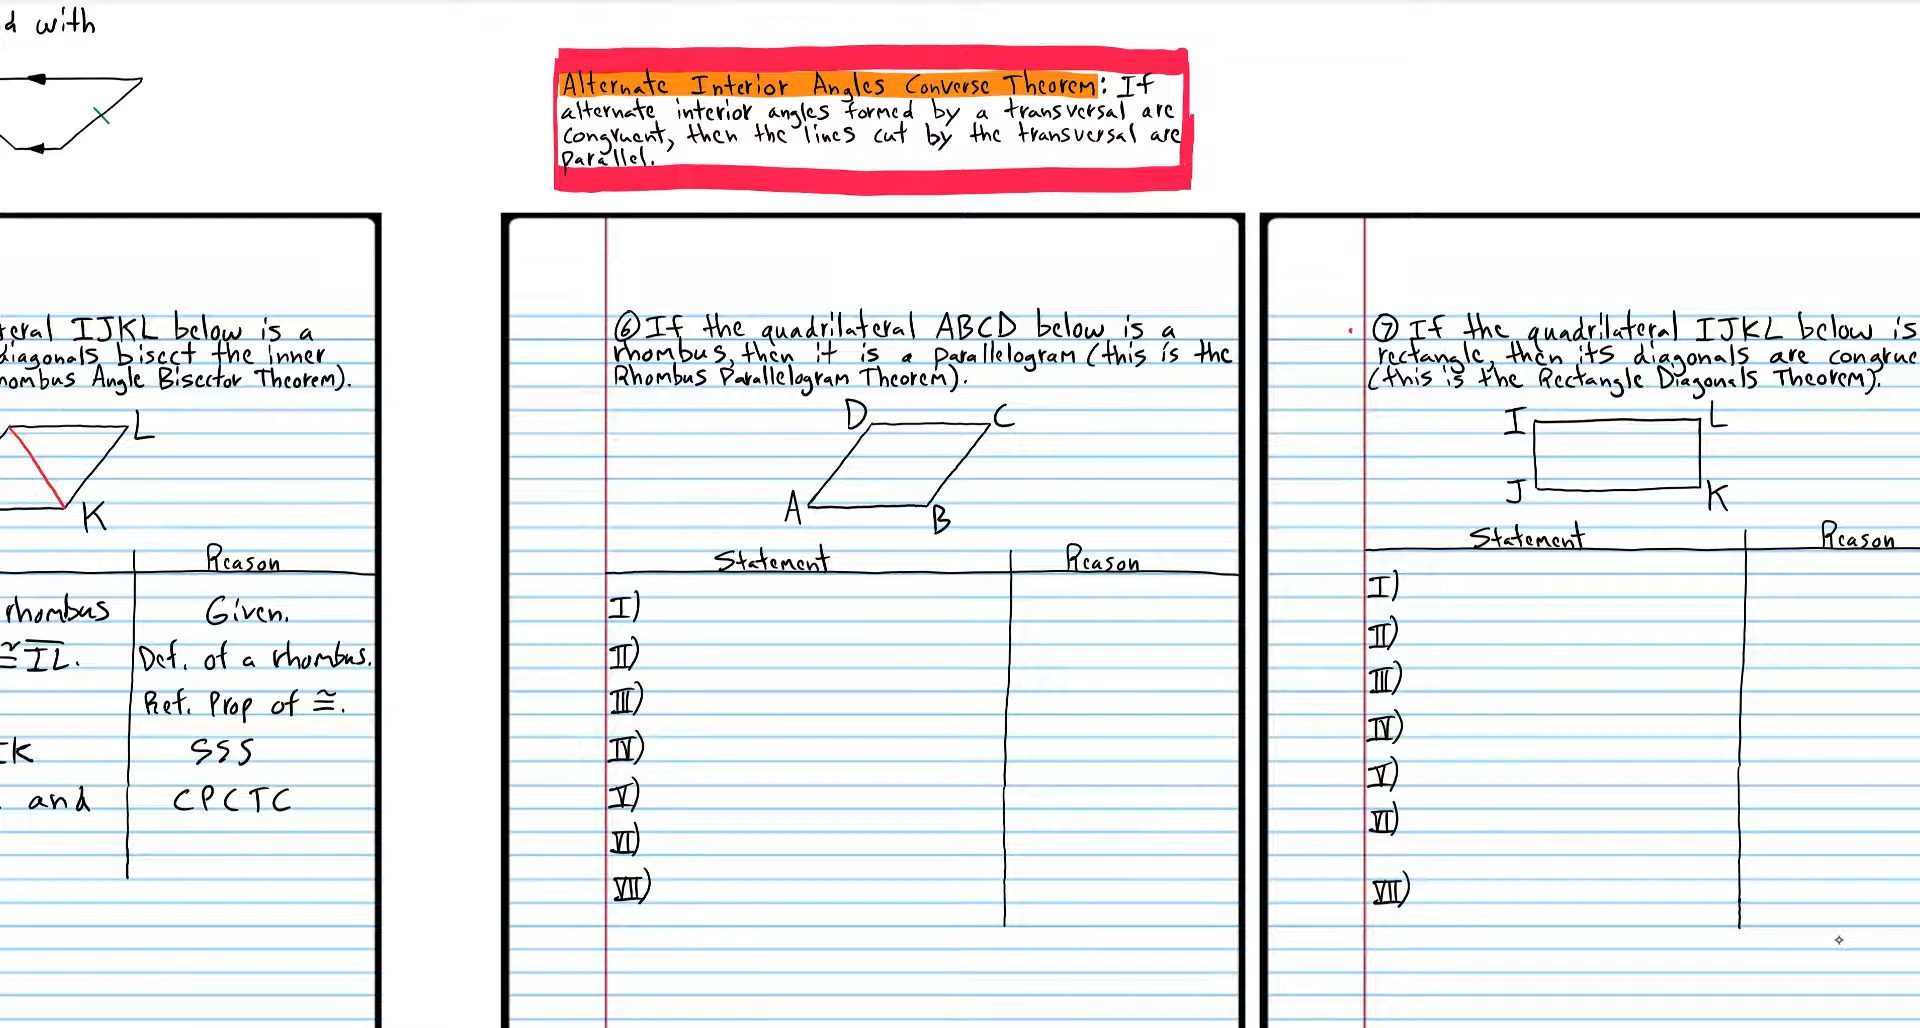 d with
Alternate Interior Angles Converse Theorem: If
alternate interior angles formed by a transversal are
congruent, then the lines cut by the transversal are
parallel.
teral IJKL below is a
diagonals bisect the inner
hombus Angle Bisector Theorem).
L
K
Reason
rhombus Given.
≅ IL. Def. of a rhombus.
Ref. Prop of ≅.
IK SSS
. and CPCTC
⑥ If the quadrilateral ABCD below is a
rhombus, then it is a parallelogram (this is the
Rhombus Parallelogram Theorem).
D C
A B
Statement Reason
I)
II)
III)
IV)
V)
VI)
VII)
⑦ If the quadrilateral IJKL below is
rectangle, then its diagonals are congrue
(this is the Rectangle Diagonals Theorem).
I L
J K
Statement Reason
I)
II)
III)
IV)
V)
VI)
VII)